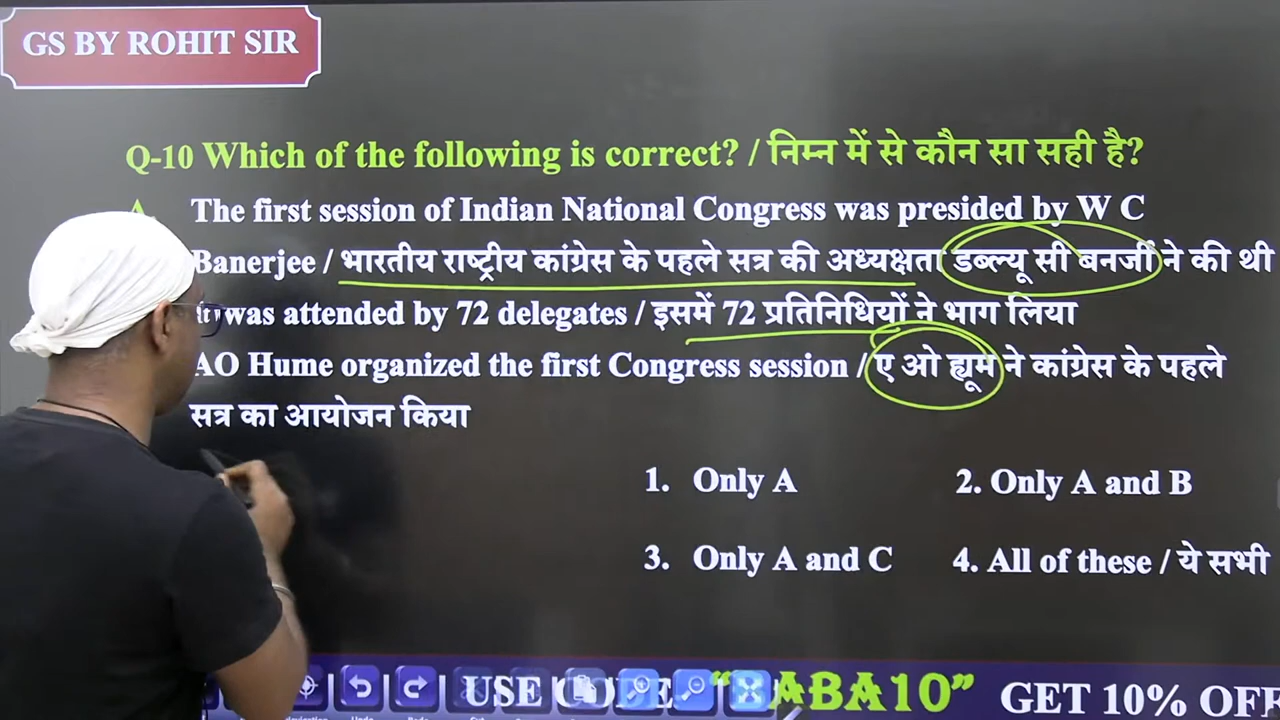 GS BY ROHIT SIR
Q-10 Which of the following is correct? / निम्न में से कौन सा सही है?
The first session of Indian National Congress was presided by W C
Banerjee / भारतीय राष्ट्रीय कांग्रेस के पहले सत्र की अध्यक्षता डब्ल्यू सी बनर्जी ने की थी
was attended by 72 delegates / इसमें 72 प्रतिनिधियों ने भाग लिया
AO Hume organized the first Congress session / ए ओ ह्यूम ने कांग्रेस के पहले
सत्र का आयोजन किया
1. Only A
2. Only A and B
3. Only A and C
4. All of these / ये सभी
USE CODE "BABA10" GET 10% OFF
Undo